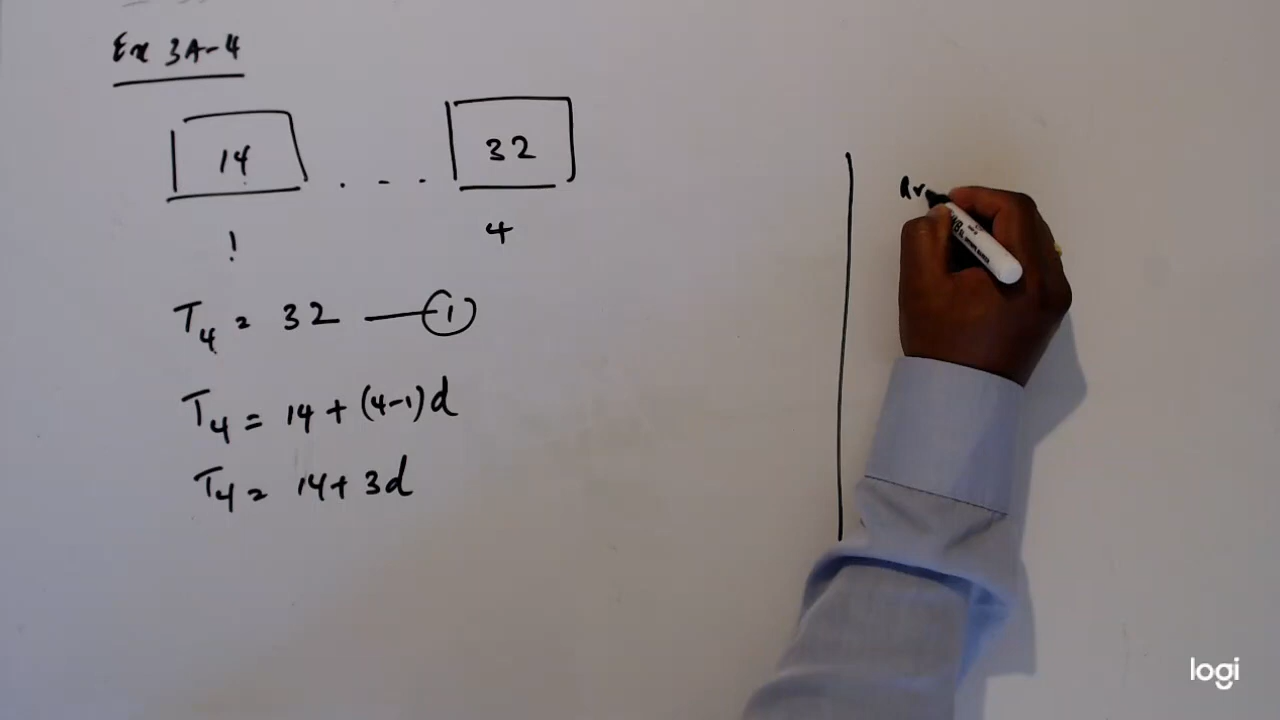 Ex 3A-4
14 . - - . 32
1 4
T4 = 32 — 1
T4 = 14 + (4-1)d
T4 = 14 + 3d
logi